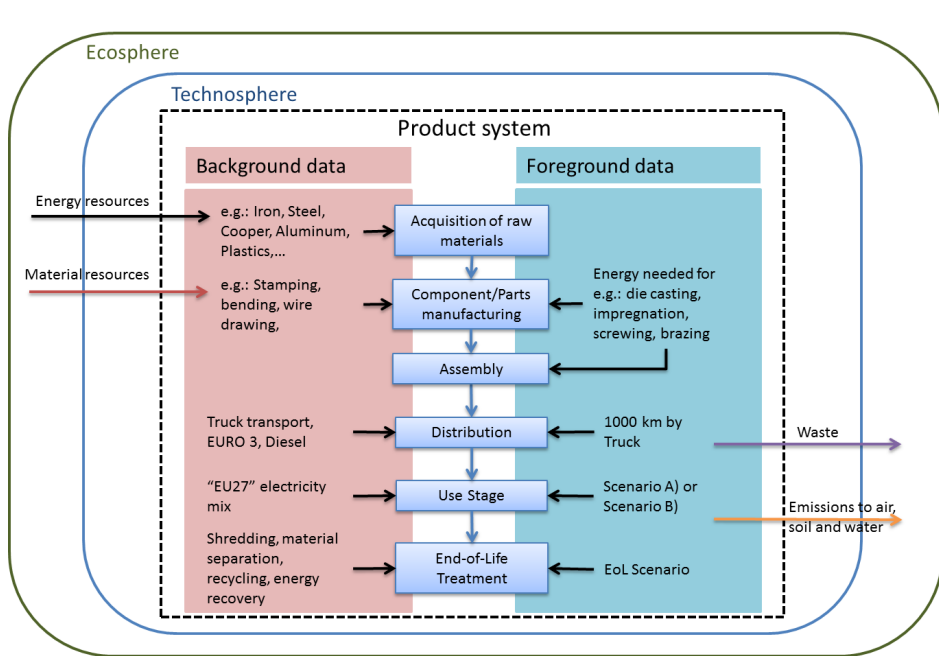 Ecosphere
Technosphere
Product system
Background data
Foreground data
Energy resources
e.g.: Iron, Steel,
Cooper, Aluminum,
Plastics,...
Acquisition of raw
materials
Material resources
e.g.: Stamping,
bending, wire
drawing,
Component/Parts
manufacturing
Energy needed for
e.g.: die casting,
impregnation,
screwing, brazing
Assembly
Truck transport,
EURO 3, Diesel
Distribution
1000 km by
Truck
Waste
“EU27” electricity
mix
Use Stage
Scenario A) or
Scenario B)
Emissions to air,
soil and water
Shredding, material
separation,
recycling, energy
recovery
End-of-Life
Treatment
EoL Scenario